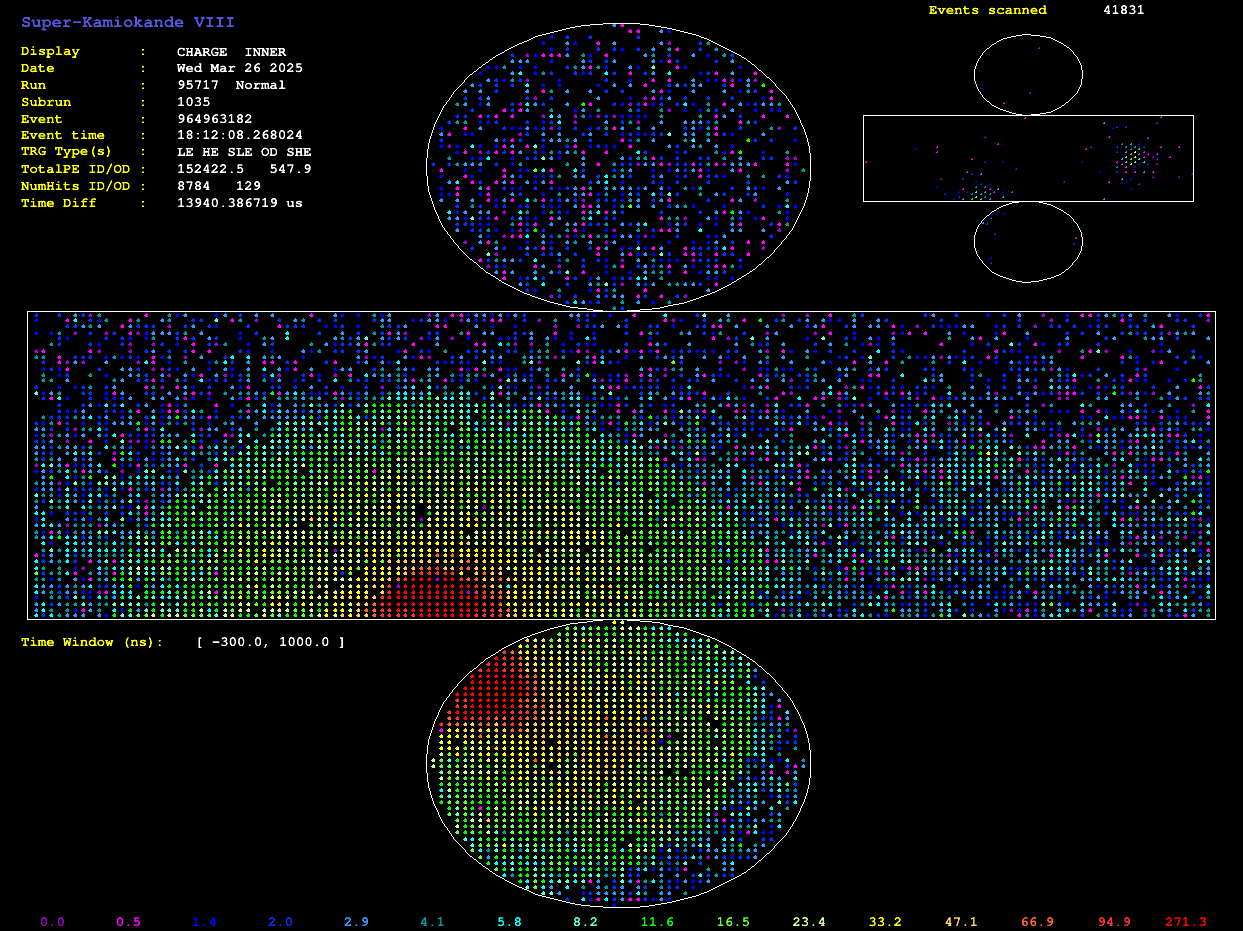 Super-Kamiokande VIII
Events scanned 41831
Display : CHARGE INNER
Date : Wed Mar 26 2025
Run : 95717 Normal
Subrun : 1035
Event : 964963182
Event time : 18:12:08.268024
TRG Type(s) : LE HE SLE OD SHE
TotalPE ID/OD : 152422.5 547.9
NumHits ID/OD : 8784 129
Time Diff : 13940.386719 us
Time Window (ns): [ -300.0, 1000.0 ]
0.0 0.5 1.4 2.0 2.9 4.1 5.8 8.2 11.6 16.5 23.4 33.2 47.1 66.9 94.9 271.3